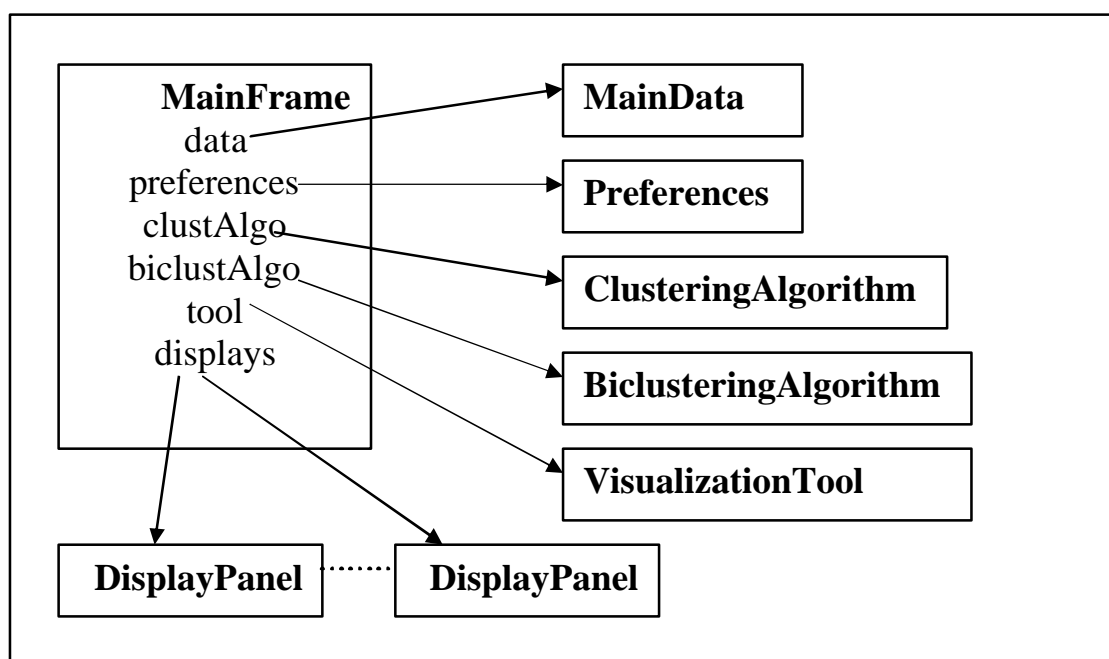 MainFrame
data
preferences
clustAlgo
biclustAlgo
tool
displays
MainData
Preferences
ClusteringAlgorithm
BiclusteringAlgorithm
VisualizationTool
DisplayPanel
DisplayPanel